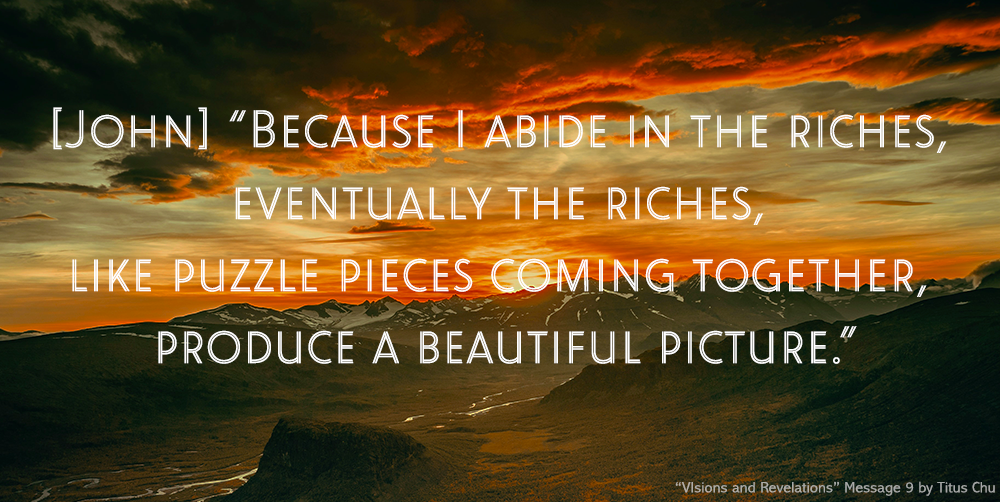 [John] “Because I abide in the riches,
eventually the riches,
like puzzle pieces coming together,
produce a beautiful picture.”
“VIsions and Revelations” Message 9 by Titus Chu